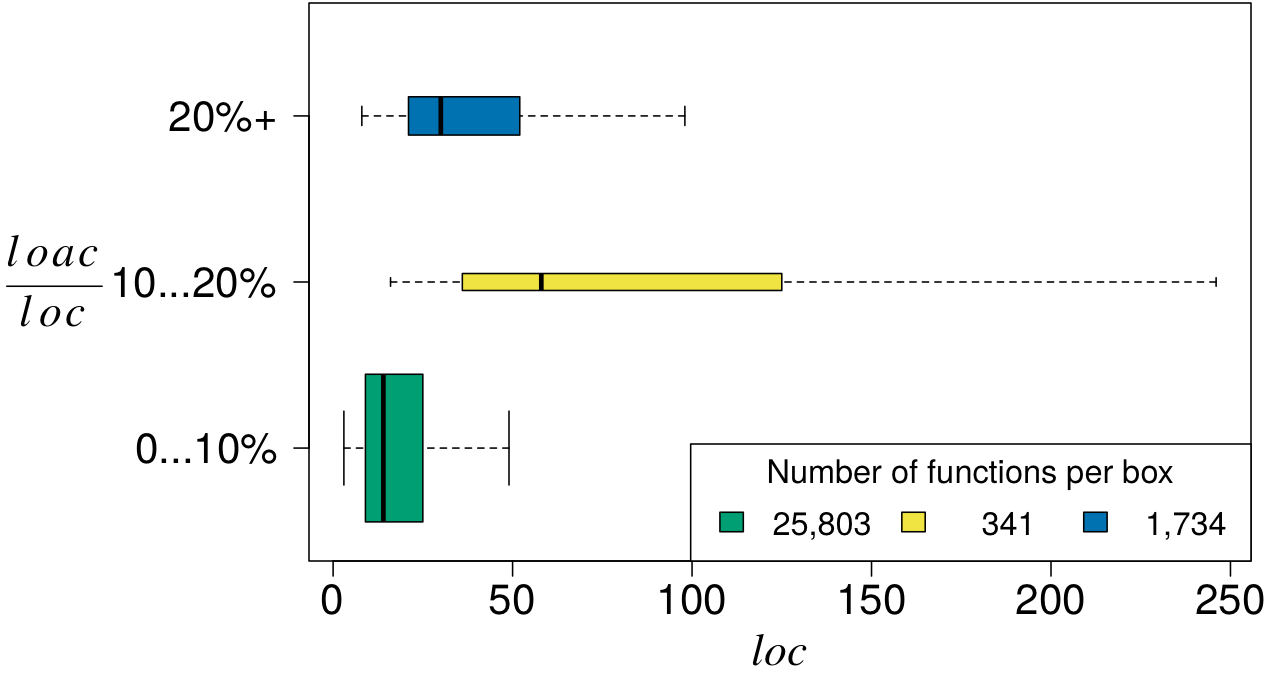 20%+
loac
loc
10...20%
0...10%
Number of functions per box
25,803 341 1,734
0 50 100 150 200 250
loc